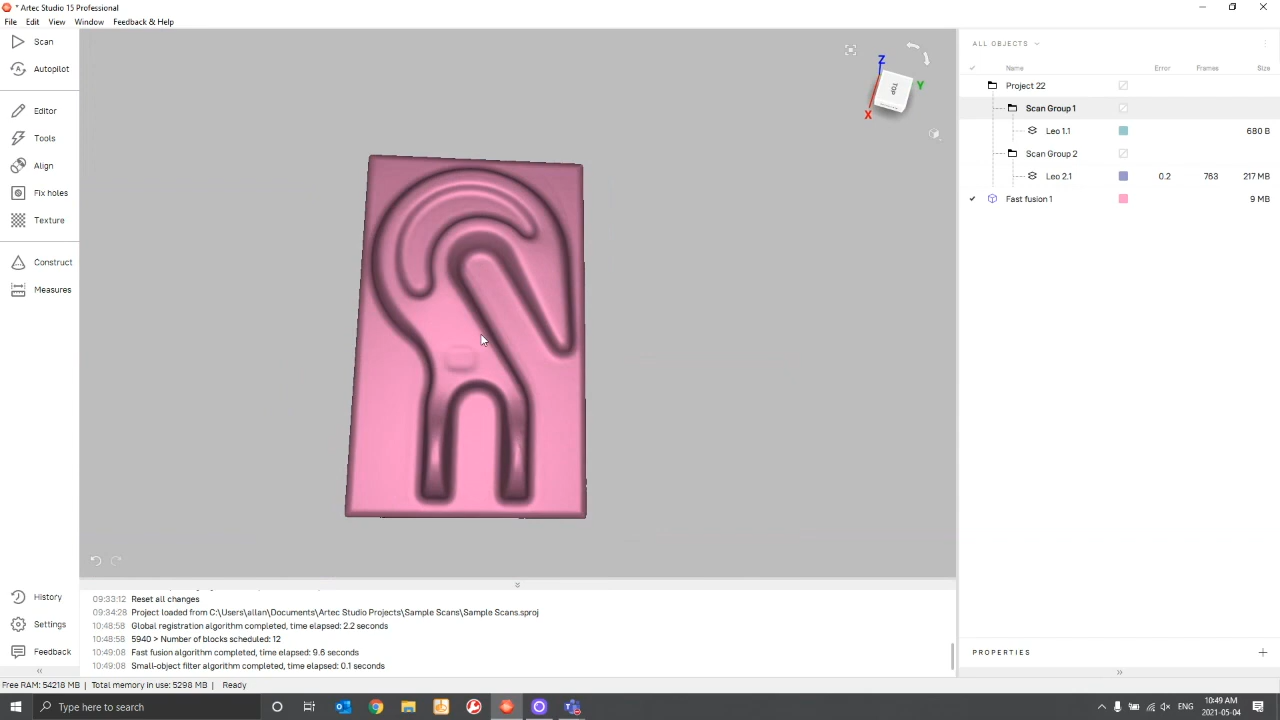 * Artec Studio 15 Professional
File Edit View Window Feedback & Help
Scan
Autopilot
Editor
Tools
Align
Fix holes
Texture
Construct
Measures
History
Settings
Feedback
Z
TOP
Y
X
ALL OBJECTS
Name Error Frames Size
Project 22
Scan Group 1
Leo 1.1 680 B
Scan Group 2
Leo 2.1 0.2 763 217 MB
Fast fusion 1 9 MB
09:33:12 Reset all changes
09:34:28 Project loaded from C:\Users\allan\Documents\Artec Studio Projects\Sample Scans\Sample Scans.sproj
10:48:58 Global registration algorithm completed, time elapsed: 2.2 seconds
10:48:58 5940 > Number of blocks scheduled: 12
10:49:08 Fast fusion algorithm completed, time elapsed: 9.6 seconds
10:49:08 Small-object filter algorithm completed, time elapsed: 0.1 seconds
PROPERTIES
Free RAM: 54218 MB | Total memory in use: 5298 MB | Ready
Type here to search
ENG
10:49 AM
2021-05-04